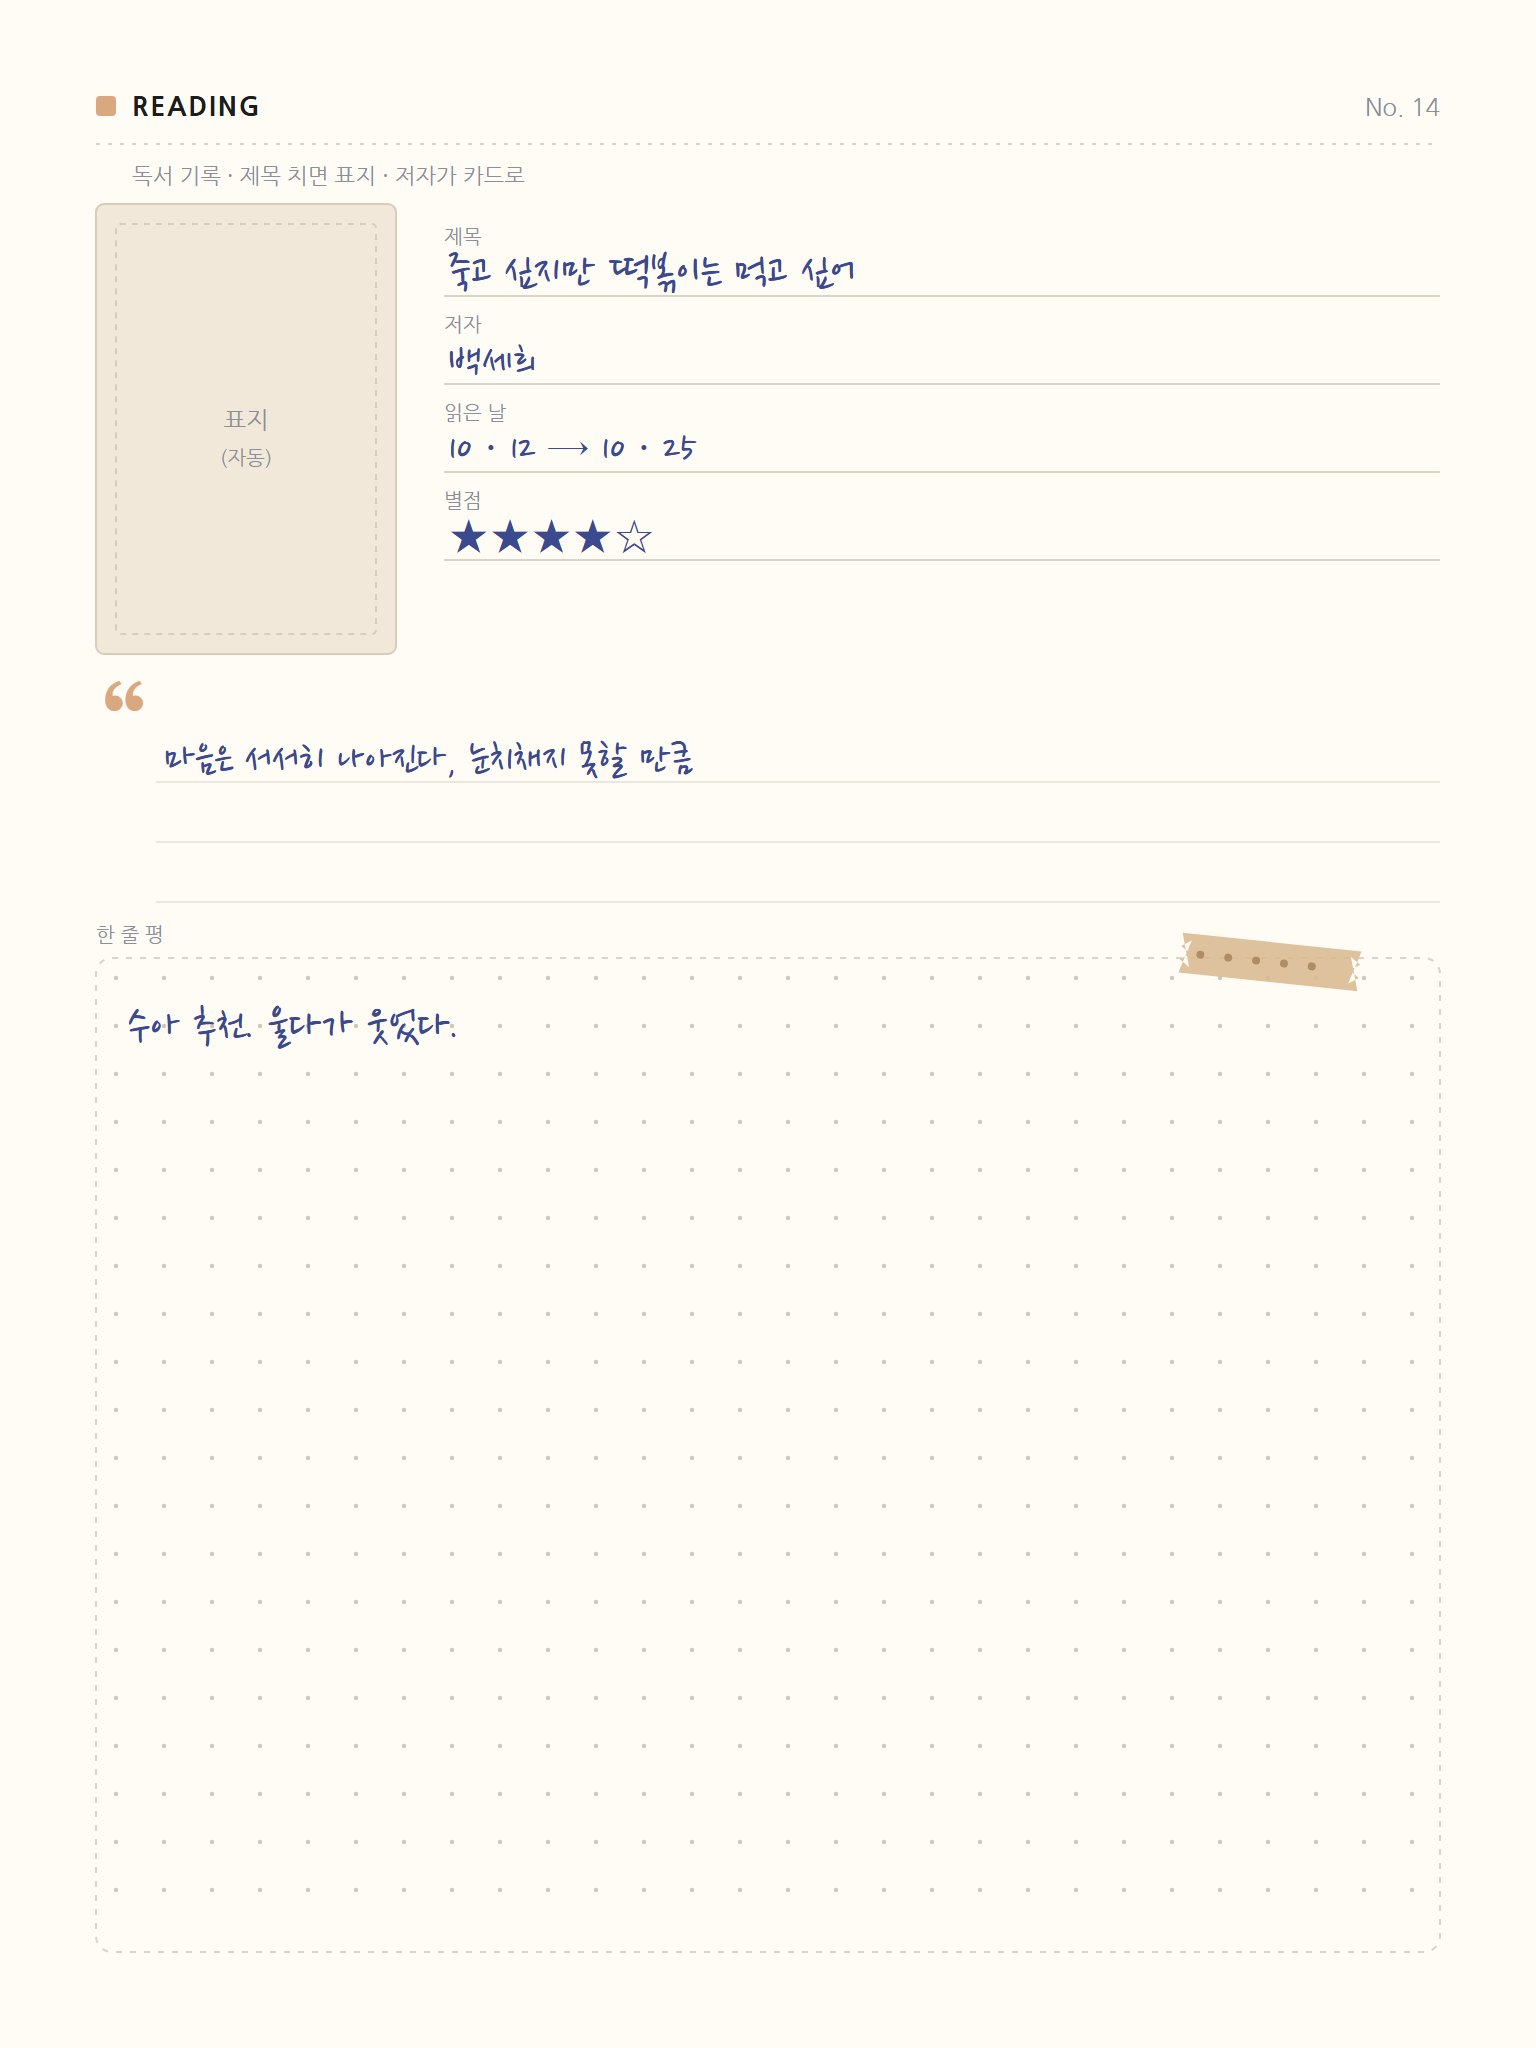 READING
No. 14
독서 기록 · 제목 치면 표지 · 저자가 카드로
표지
(자동)
제목
죽고 싶지만 떡볶이는 먹고 싶어
저자
백세희
읽은 날
10 · 12 → 10 · 25
별점
★★★★☆
“
마음은 서서히 나아진다, 눈치채지 못할 만큼
한 줄 평
수아 추천. 울다가 웃었다.